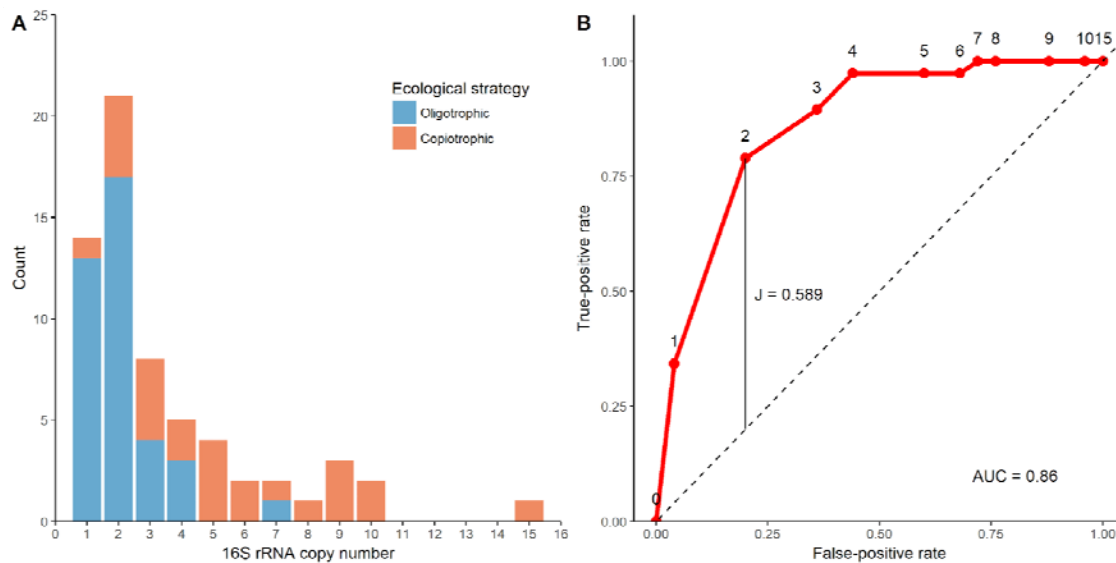 A
25
20
15
10
5
0
Count
Ecological strategy
Oligotrophic
Copiotrophic
0 1 2 3 4 5 6 7 8 9 10 11 12 13 14 15 16
16S rRNA copy number
B
1.00
0.75
0.50
0.25
0.00
True-positive rate
0 1 2 3 4 5 6 7 8 9 10 15
J = 0.589
AUC = 0.86
0.00 0.25 0.50 0.75 1.00
False-positive rate